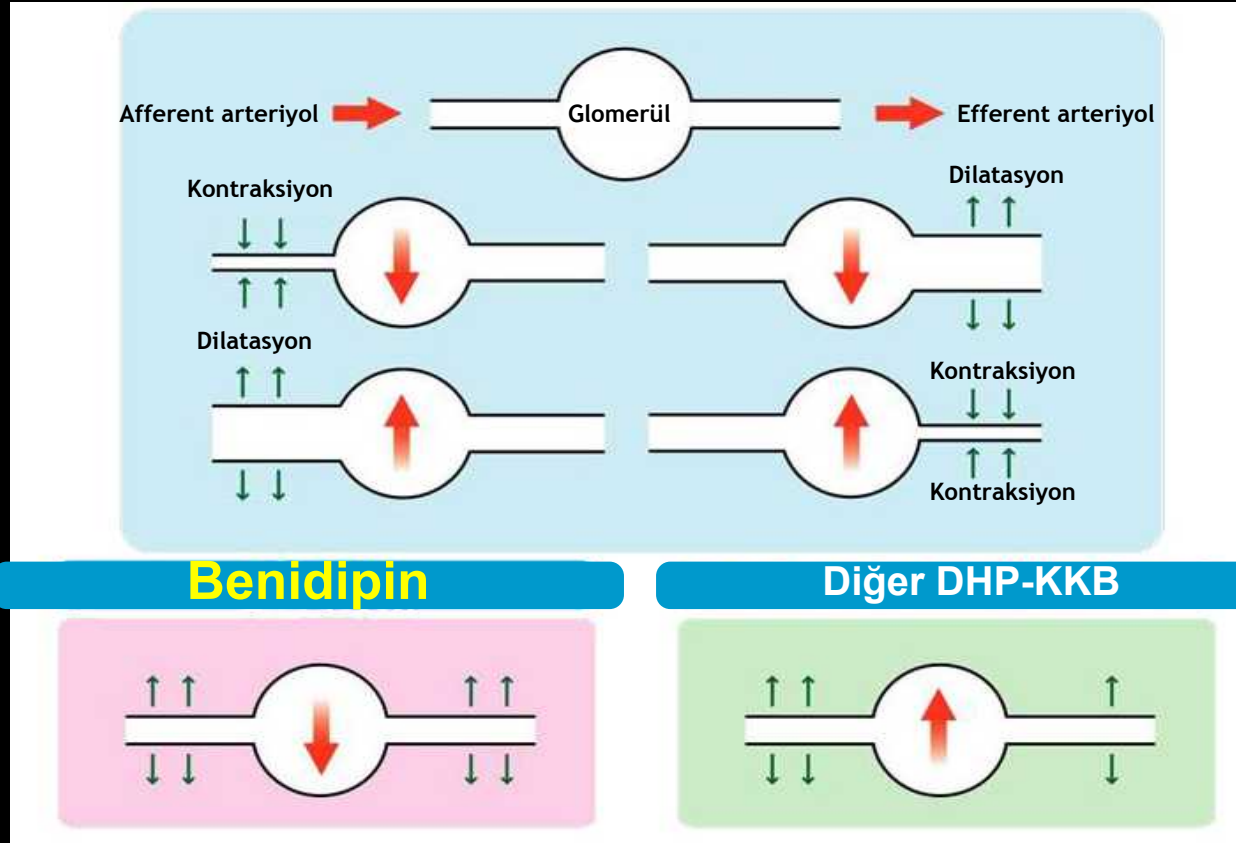 Afferent arteriyol
Glomerül
Efferent arteriyol
Kontraksiyon
Dilatasyon
Dilatasyon
Kontraksiyon
Kontraksiyon
Benidipin
Diğer DHP-KKB